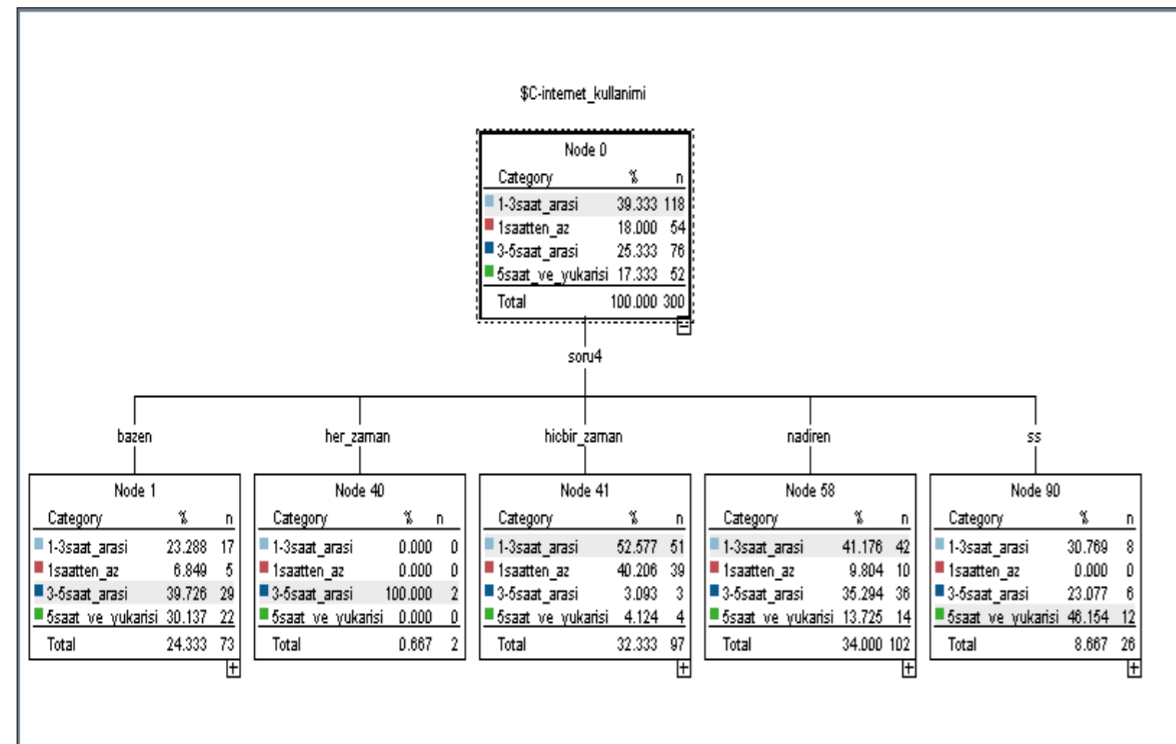 $C-internet_kullanimi
Node 0
Category % n
1-3saat_arasi 39.333 118
1saatten_az 18.000 54
3-5saat_arasi 25.333 76
5saat_ve_yukarisi 17.333 52
Total 100.000 300
soru4
bazen
her_zaman
hicbir_zaman
nadiren
ss
Node 1
Category % n
1-3saat_arasi 23.288 17
1saatten_az 6.849 5
3-5saat_arasi 39.726 29
5saat_ve_yukarisi 30.137 22
Total 24.333 73
Node 40
Category % n
1-3saat_arasi 0.000 0
1saatten_az 0.000 0
3-5saat_arasi 100.000 2
5saat_ve_yukarisi 0.000 0
Total 0.667 2
Node 41
Category % n
1-3saat_arasi 52.577 51
1saatten_az 40.206 39
3-5saat_arasi 3.093 3
5saat_ve_yukarisi 4.124 4
Total 32.333 97
Node 58
Category % n
1-3saat_arasi 41.176 42
1saatten_az 9.804 10
3-5saat_arasi 35.294 36
5saat_ve_yukarisi 13.725 14
Total 34.000 102
Node 90
Category % n
1-3saat_arasi 30.769 8
1saatten_az 0.000 0
3-5saat_arasi 23.077 6
5saat_ve_yukarisi 46.154 12
Total 8.667 26